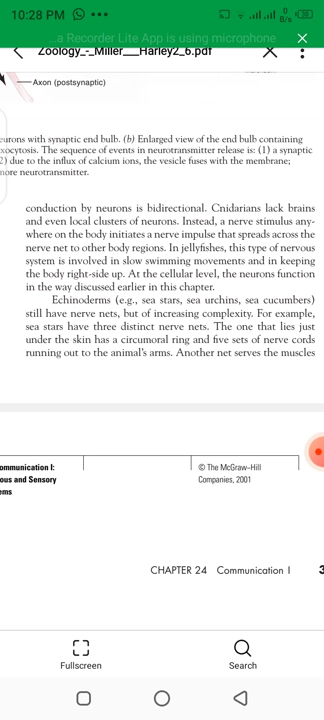 10:28 PM
0
B/s
...a Recorder Lite App is using microphone
Zoology_-_Miller___Harley2_6.pdf
Axon (postsynaptic)
eurons with synaptic end bulb. (b) Enlarged view of the end bulb containing
xocytosis. The sequence of events in neurotransmitter release is: (1) a synaptic
2) due to the influx of calcium ions, the vesicle fuses with the membrane;
nore neurotransmitter.
conduction by neurons is bidirectional. Cnidarians lack brains
and even local clusters of neurons. Instead, a nerve stimulus any-
where on the body initiates a nerve impulse that spreads across the
nerve net to other body regions. In jellyfishes, this type of nervous
system is involved in slow swimming movements and in keeping
the body right-side up. At the cellular level, the neurons function
in the way discussed earlier in this chapter.
Echinoderms (e.g., sea stars, sea urchins, sea cucumbers)
still have nerve nets, but of increasing complexity. For example,
sea stars have three distinct nerve nets. The one that lies just
under the skin has a circumoral ring and five sets of nerve cords
running out to the animal's arms. Another net serves the muscles
ommunication I:
ous and Sensory
ems
© The McGraw−Hill
Companies, 2001
CHAPTER 24 Communication I 3
Fullscreen
Search